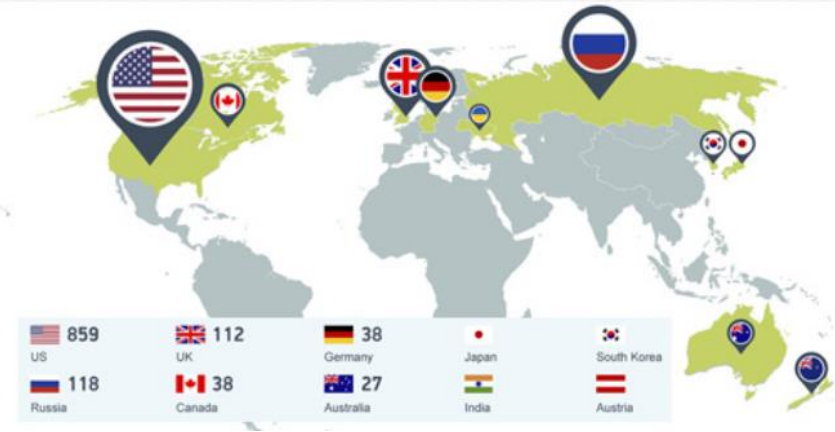 859
US
112
UK
38
Germany
Japan
South Korea
118
Russia
38
Canada
27
Australia
India
Austria